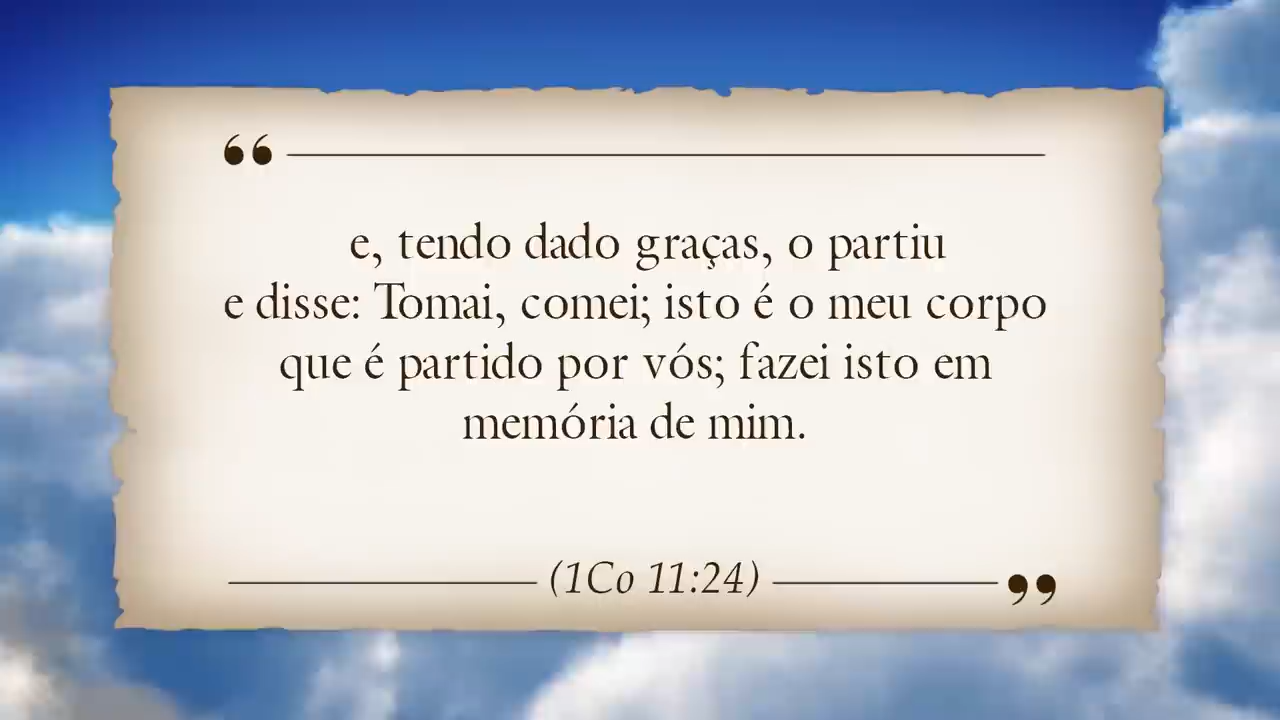 “
e, tendo dado graças, o partiu
e disse: Tomai, comei; isto é o meu corpo
que é partido por vós; fazei isto em
memória de mim.
(1Co 11:24) ”